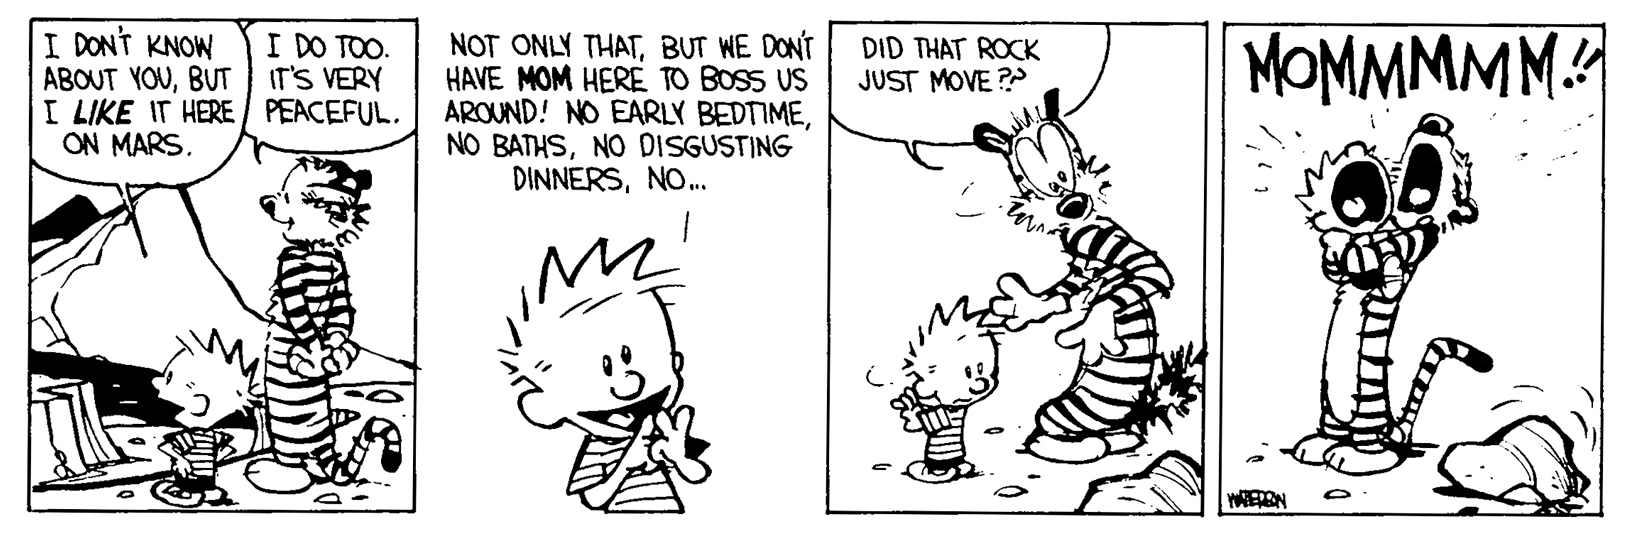 I DON'T KNOW
ABOUT YOU, BUT
I LIKE IT HERE
ON MARS.
I DO TOO.
IT'S VERY
PEACEFUL.
NOT ONLY THAT, BUT WE DON'T
HAVE MOM HERE TO BOSS US
AROUND! NO EARLY BEDTIME,
NO BATHS, NO DISGUSTING
DINNERS, NO...
DID THAT ROCK
JUST MOVE??
MOMMMMM!!
WATTERSON